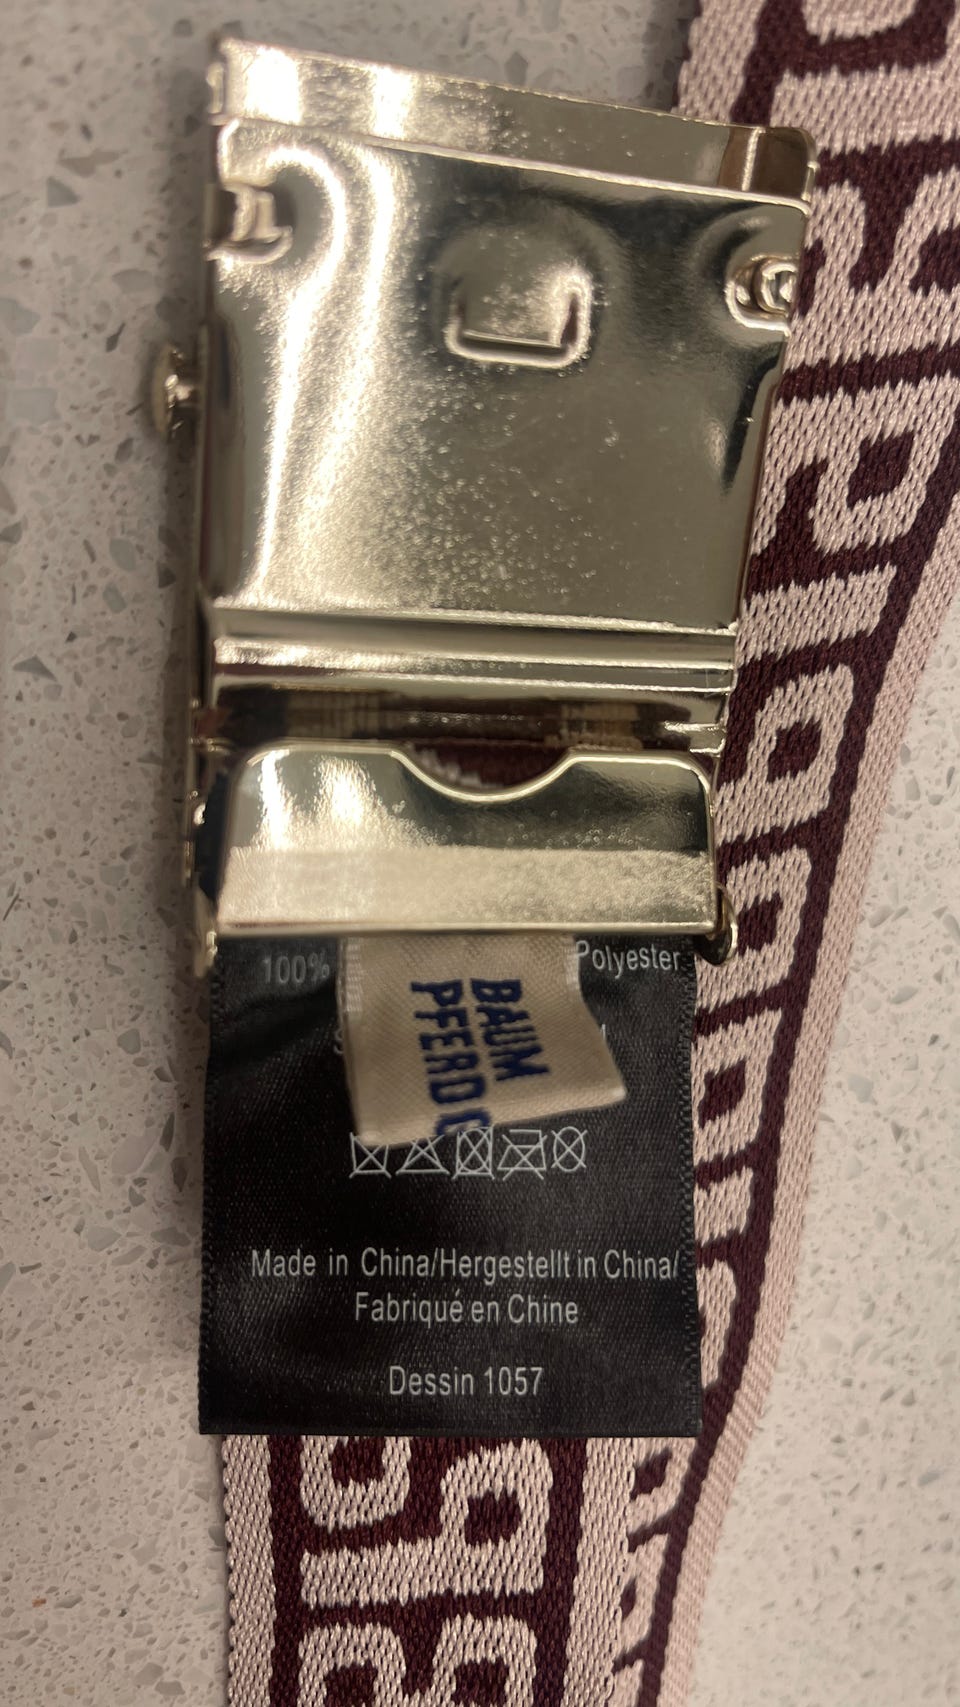 100% Polyester
BAUM
PFERD
Made in China/Hergestellt in China/
Fabriqué en Chine
Dessin 1057